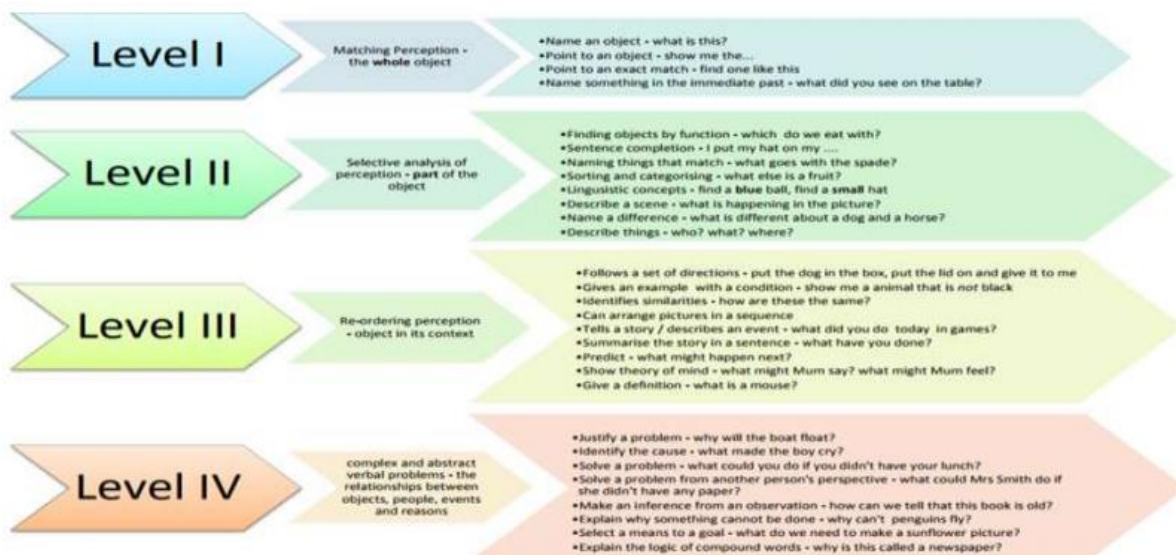 Level I
Matching Perception -
the whole object
•Name an object - what is this?
•Point to an object - show me the...
•Point to an exact match - find one like this
•Name something in the immediate past - what did you see on the table?
Level II
Selective analysis of
perception - part of the
object
•Finding objects by function - which do we eat with?
•Sentence completion - I put my hat on my ....
•Naming things that match - what goes with the spade?
•Sorting and categorising - what else is a fruit?
•Lingusistic concepts - find a blue ball, find a small hat
•Describe a scene - what is happening in the picture?
•Name a difference - what is different about a dog and a horse?
•Describe things - who? what? where?
Level III
Re-ordering perception
- object in its context
•Follows a set of directions - put the dog in the box, put the lid on and give it to me
•Gives an example with a condition - show me a animal that is not black
•Identifies similarities - how are these the same?
•Can arrange pictures in a sequence
•Tells a story / describes an event - what did you do today in games?
•Summarise the story in a sentence - what have you done?
•Predict - what might happen next?
•Show theory of mind - what might Mum say? what might Mum feel?
•Give a definition - what is a mouse?
Level IV
complex and abstract
verbal problems - the
relationships between
objects, people, events
and reasons
•Justify a problem - why will the boat float?
•Identify the cause - what made the boy cry?
•Solve a problem - what could you do if you didn't have your lunch?
•Solve a problem from another person's perspective - what could Mrs Smith do if
she didn't have any paper?
•Make an inference from an observation - how can we tell that this book is old?
•Explain why something cannot be done - why can't penguins fly?
•Select a means to a goal - what do we need to make a sunflower picture?
•Explain the logic of compound words - why is this called a newspaper?